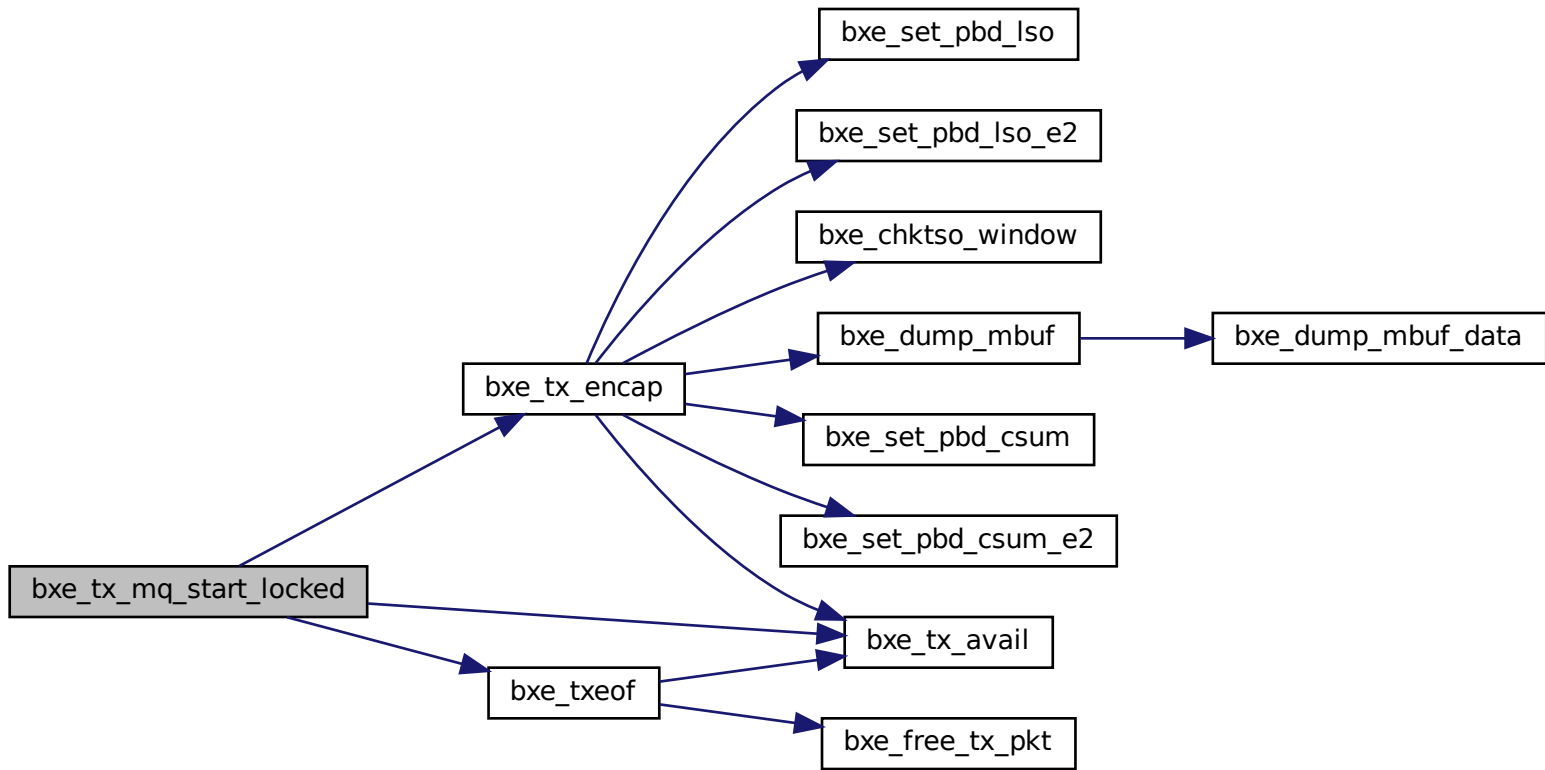 bxe_set_pbd_lso
bxe_set_pbd_lso_e2
bxe_chktso_window
bxe_dump_mbuf
bxe_dump_mbuf_data
bxe_tx_encap
bxe_set_pbd_csum
bxe_set_pbd_csum_e2
bxe_tx_mq_start_locked
bxe_tx_avail
bxe_txeof
bxe_free_tx_pkt